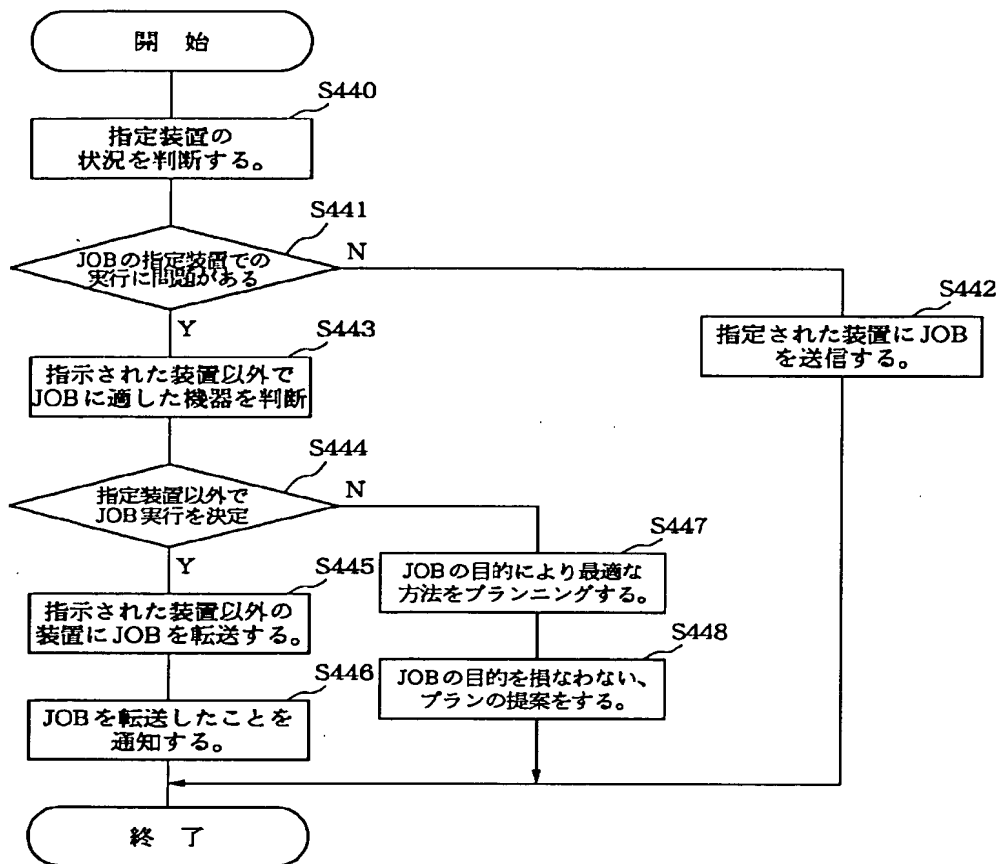 開 始
S440
指定装置の
状況を判断する。
S441
JOBの指定装置での
実行に問題がある
N
Y
S442
指定された装置にJOB
を送信する。
S443
指示された装置以外で
JOBに適した機器を判断
S444
指定装置以外で
JOB実行を決定
N
Y
S447
JOBの目的により最適な
方法をプランニングする。
S445
指示された装置以外の
装置にJOBを転送する。
S448
JOBの目的を損なわない、
プランの提案をする。
S446
JOBを転送したことを
通知する。
終 了